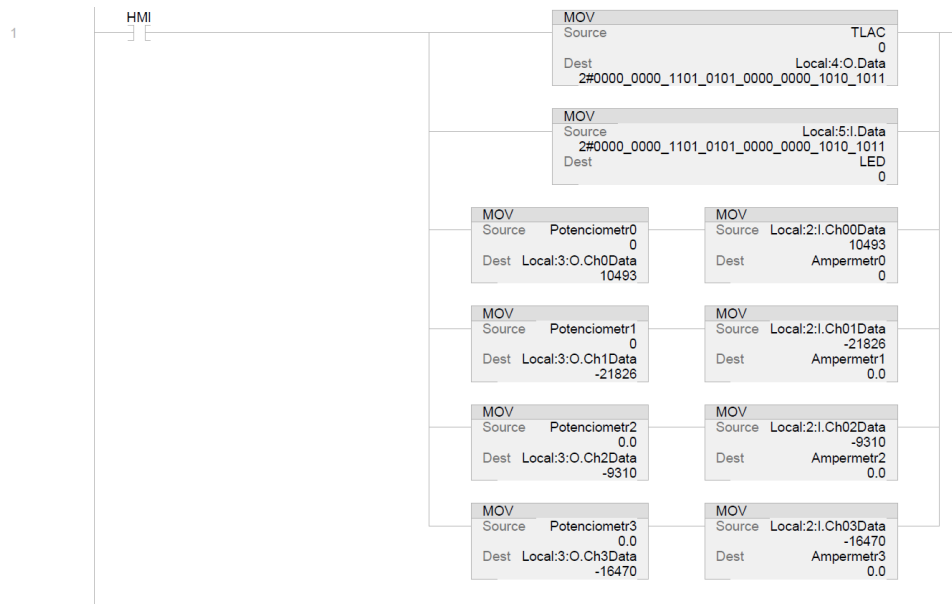 HMI
1
MOV
Source TLAC
0
Dest Local:4:O.Data
2#0000_0000_1101_0101_0000_0000_1010_1011
MOV
Source Local:5:I.Data
2#0000_0000_1101_0101_0000_0000_1010_1011
Dest LED
0
MOV
Source Potenciometr0
0
Dest Local:3:O.Ch0Data
10493
MOV
Source Local:2:I.Ch00Data
10493
Dest Ampermetr0
0
MOV
Source Potenciometr1
0
Dest Local:3:O.Ch1Data
-21826
MOV
Source Local:2:I.Ch01Data
-21826
Dest Ampermetr1
0.0
MOV
Source Potenciometr2
0.0
Dest Local:3:O.Ch2Data
-9310
MOV
Source Local:2:I.Ch02Data
-9310
Dest Ampermetr2
0.0
MOV
Source Potenciometr3
0.0
Dest Local:3:O.Ch3Data
-16470
MOV
Source Local:2:I.Ch03Data
-16470
Dest Ampermetr3
0.0